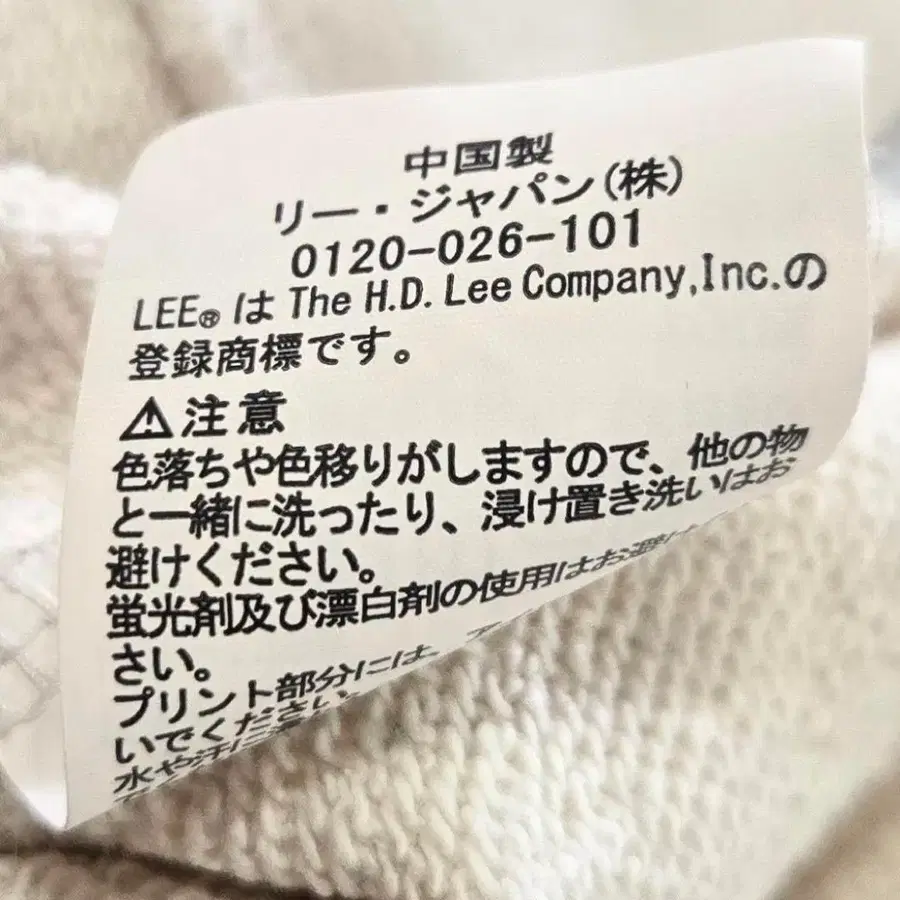 中国製
リー・ジャパン(株)
0120-026-101
LEE®は The H.D. Lee Company,Inc.の
登録商標です。
⚠注意
色落ちや色移りがしますので、他の物
と一緒に洗ったり、浸け置き洗いはお
避けください。
蛍光剤及び漂白剤の使用はお避け
さい。
プリント部分には、ア
いでください。
水や汗に